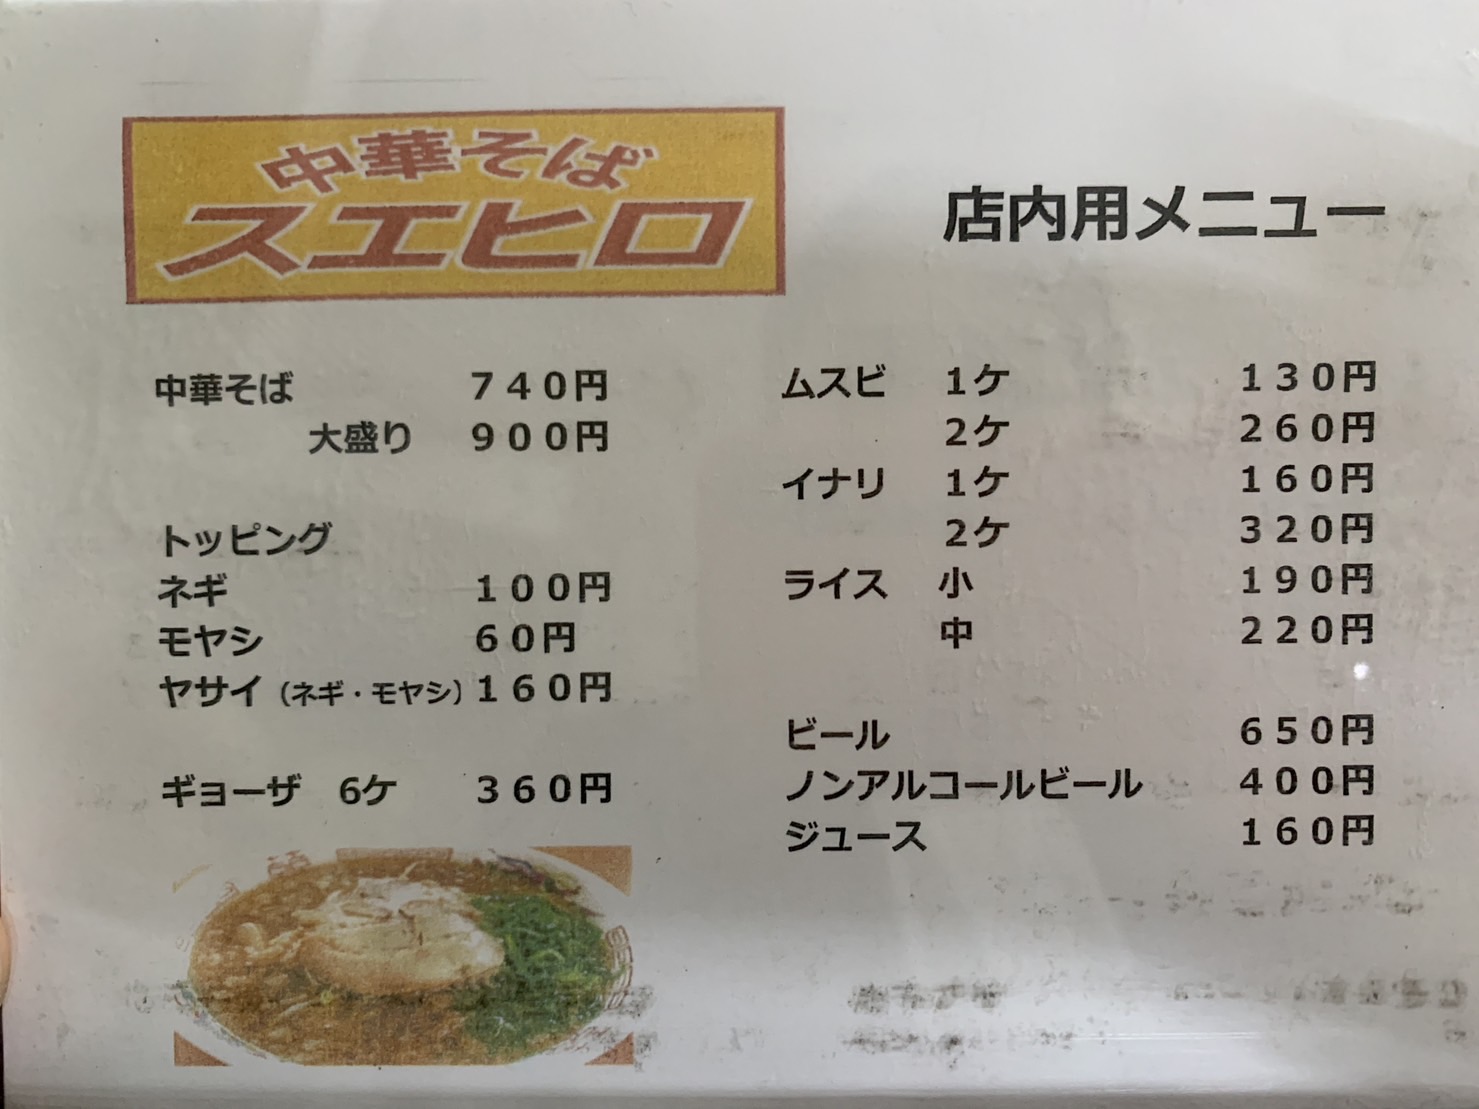 中華そば
スエヒロ
店内用メニュー
中華そば 740円
大盛り 900円
トッピング
ネギ 100円
モヤシ 60円
ヤサイ(ネギ・モヤシ)160円
ギョーザ 6ケ 360円
ムスビ 1ケ 130円
2ケ 260円
イナリ 1ケ 160円
2ケ 320円
ライス 小 190円
中 220円
ビール 650円
ノンアルコールビール 400円
ジュース 160円